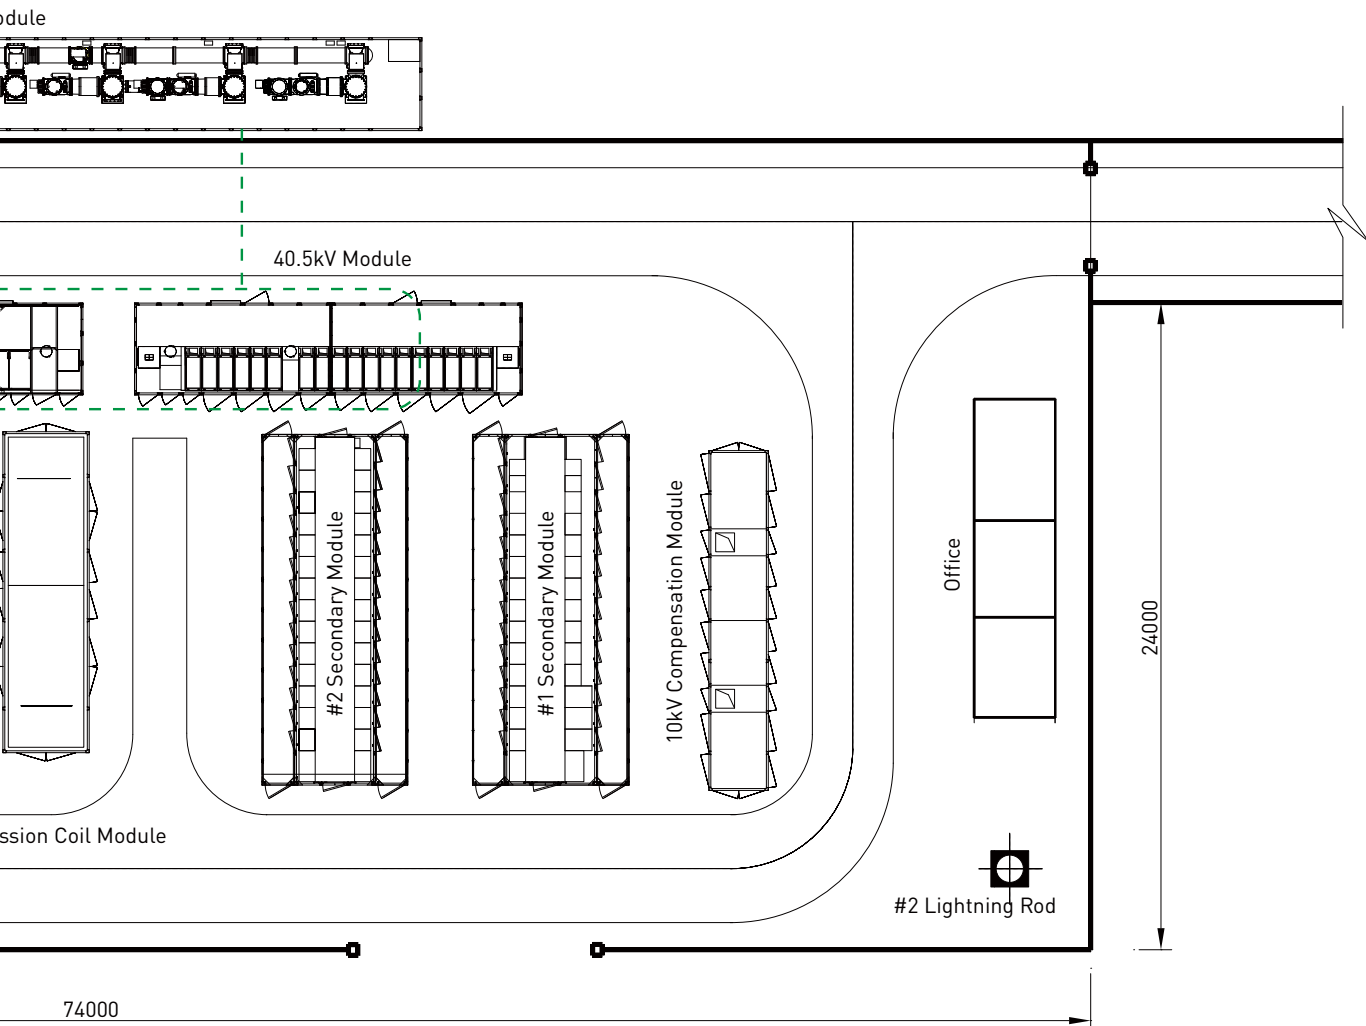 odule
40.5kV Module
#2 Secondary Module
#1 Secondary Module
10kV Compensation Module
Office
24000
ssion Coil Module
#2 Lightning Rod
74000